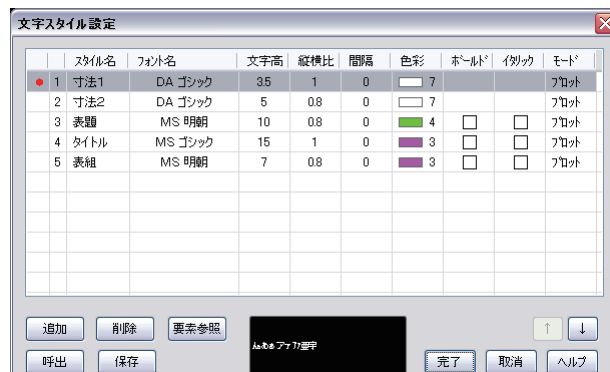 文字スタイル設定
スタイル名 フォント名 文字高 縦横比 間隔 色彩 ボールド イタリック モード
1 寸法1 DA ゴシック 3.5 1 0 7 プロット
2 寸法2 DA ゴシック 5 0.8 0 7 プロット
3 表題 MS 明朝 10 0.8 0 4 プロット
4 タイトル MS ゴシック 15 1 0 3 プロット
5 表組 MS 明朝 7 0.8 0 3 プロット
追加 削除 要素参照 ↑ ↓
呼出 保存 完了 取消 ヘルプ